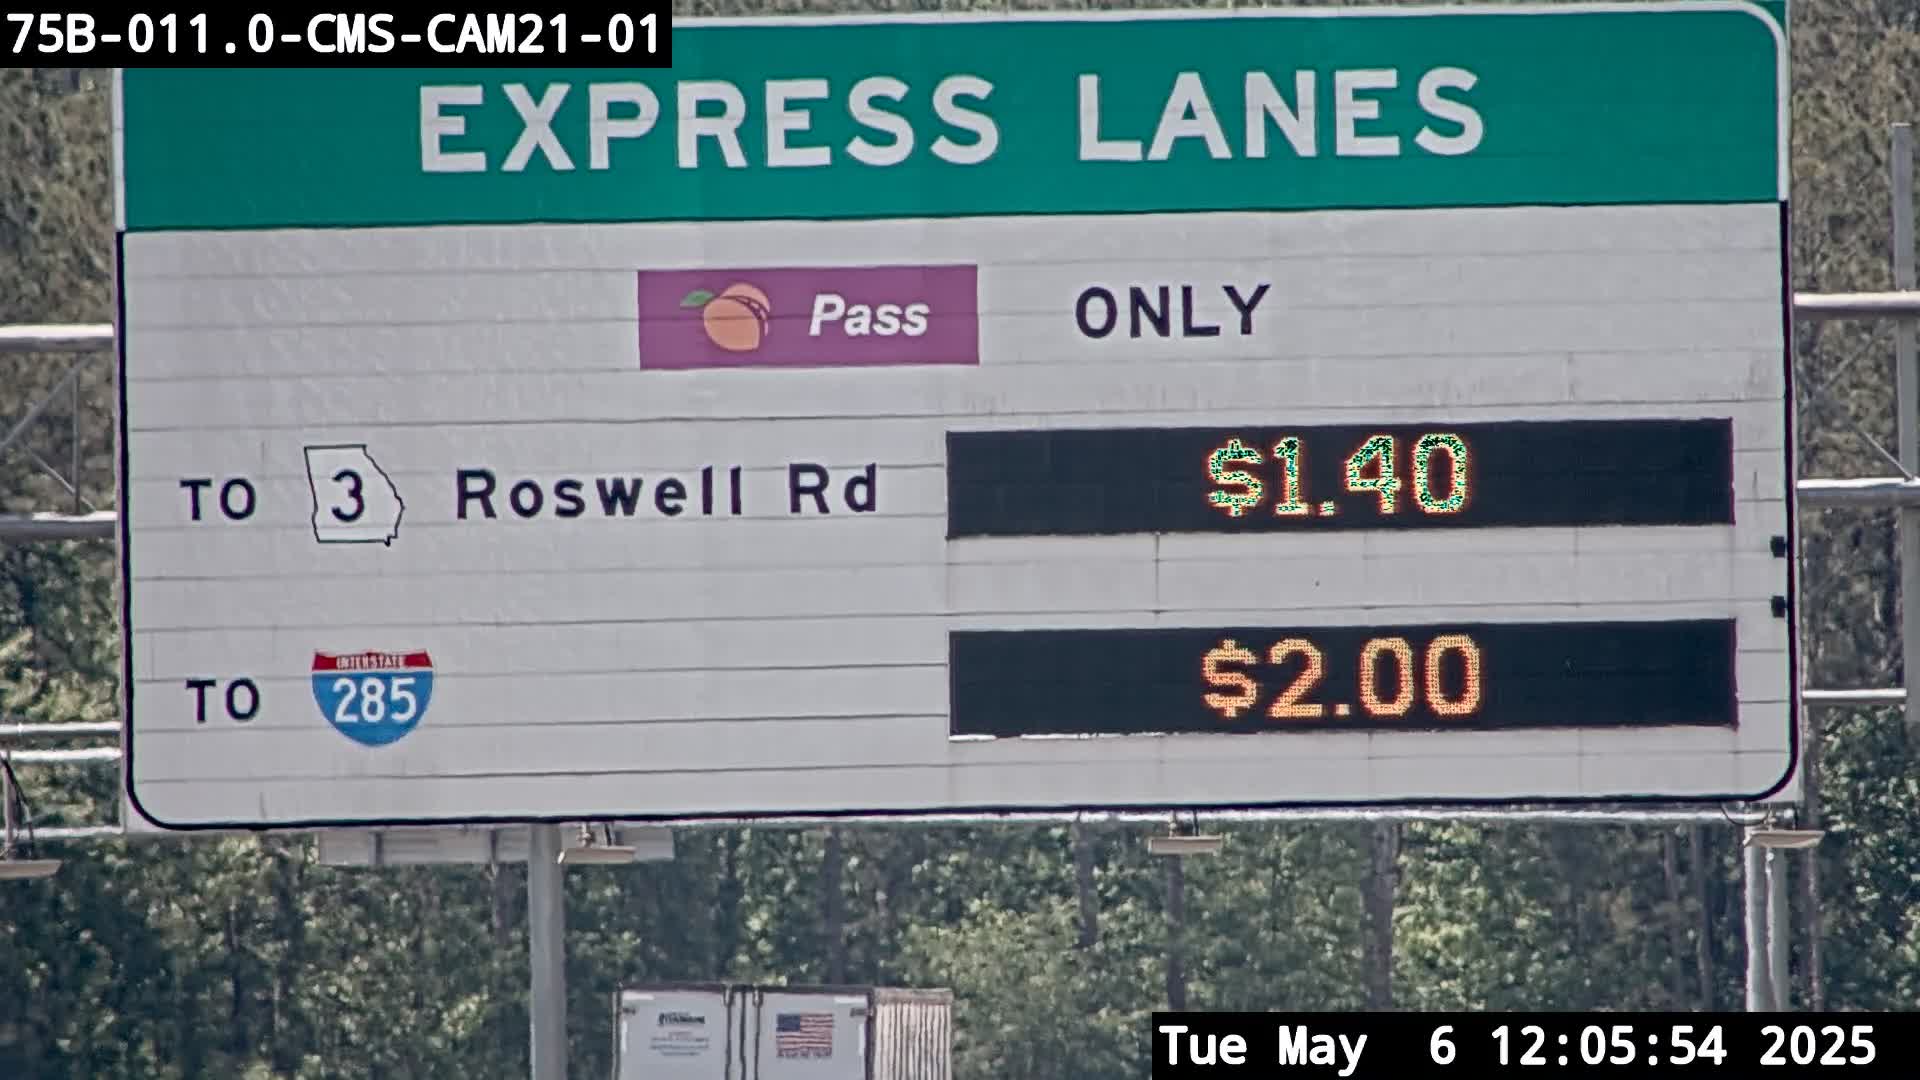 75B-011.0-CMS-CAM21-01
EXPRESS LANES
Pass ONLY
TO 3 Roswell Rd $1.40
TO INTERSTATE 285 $2.00
Tue May 6 12:05:54 2025